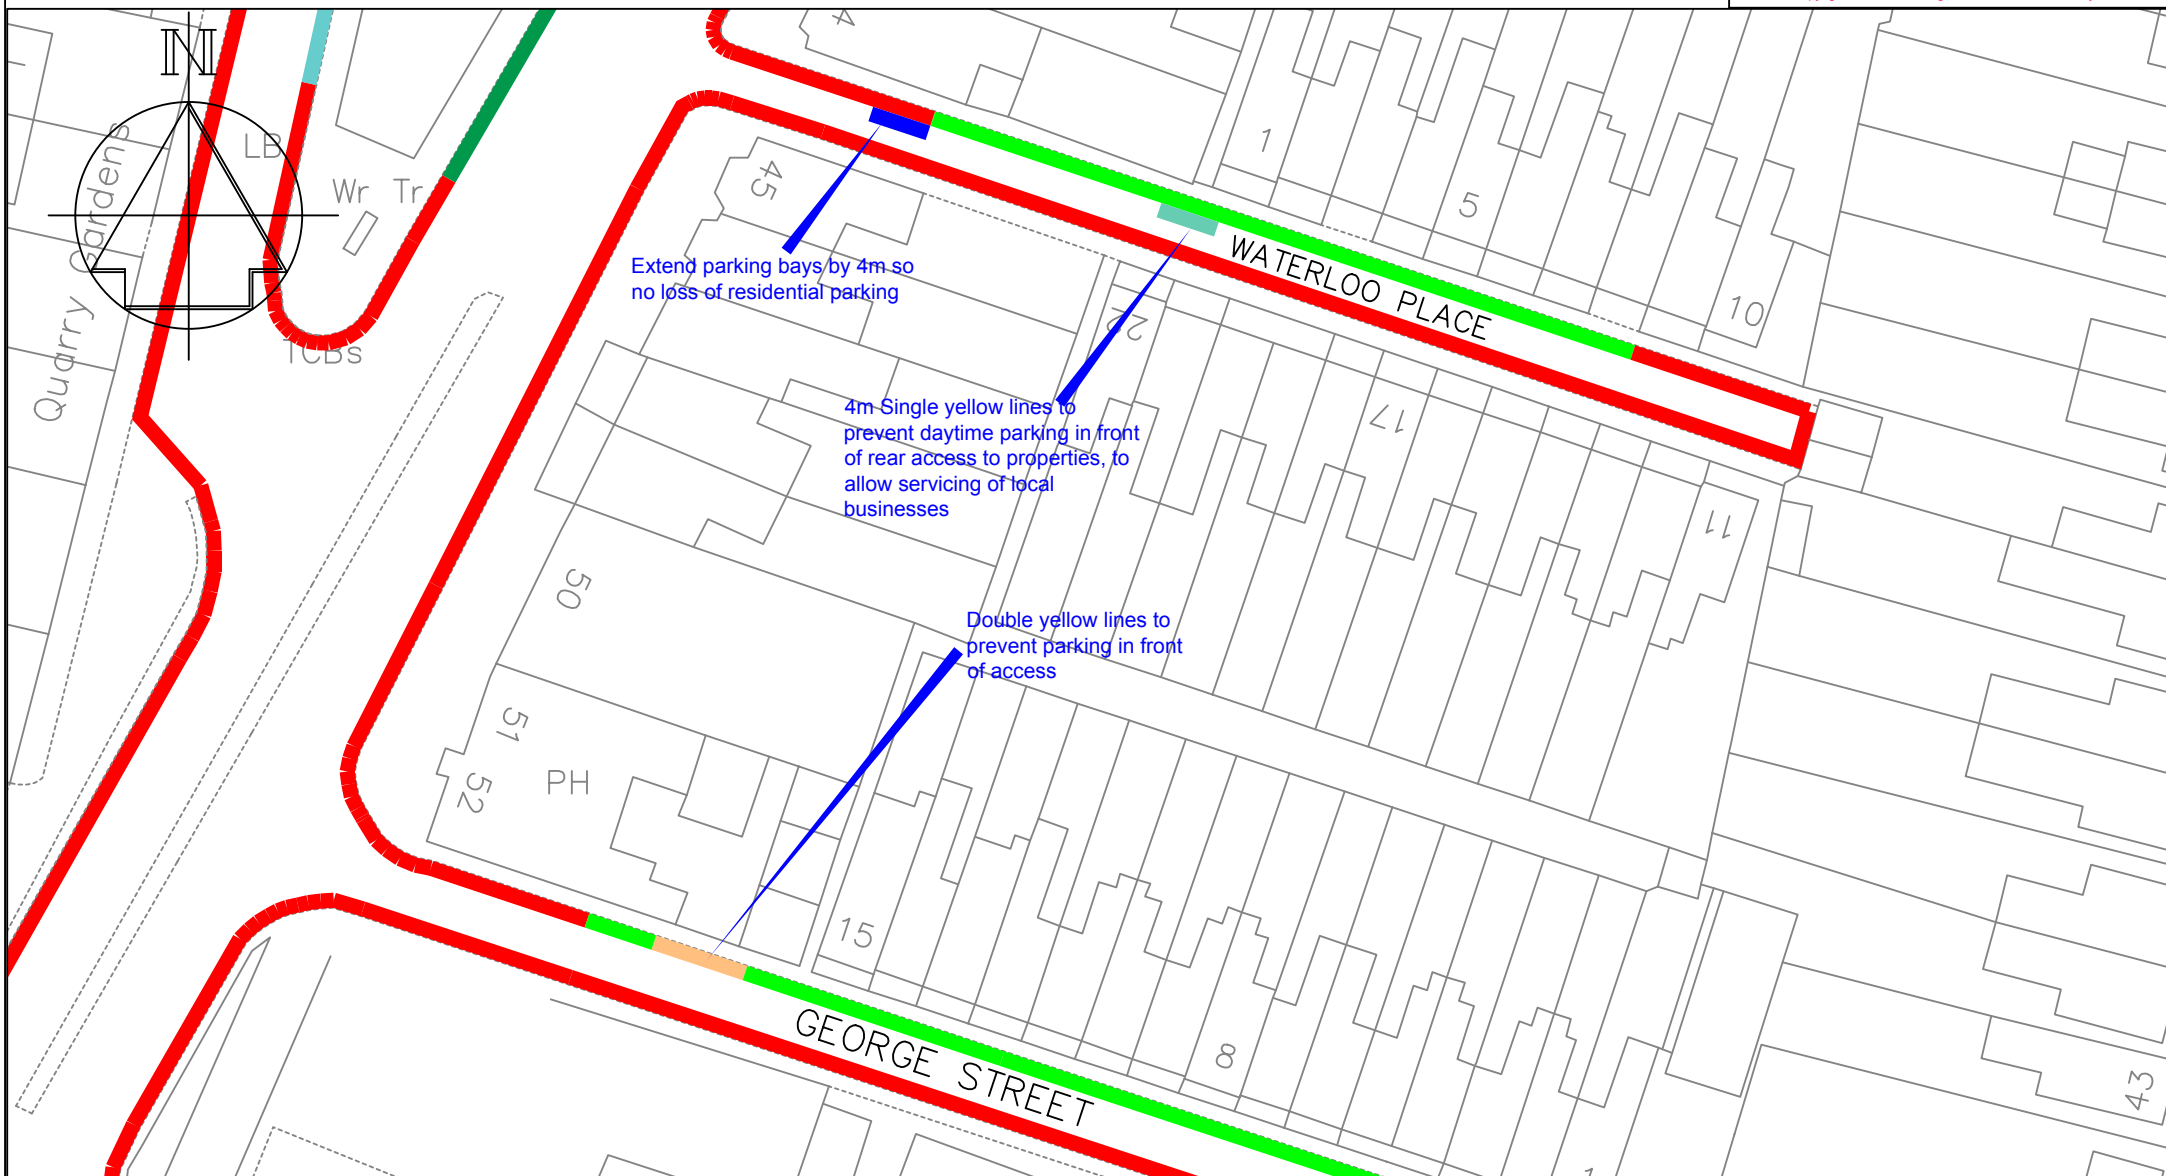 N
4
LB
Wr Tr
Quarry Gardens
TCBs
45
1
5
10
WATERLOO PLACE
Extend parking bays by 4m so
no loss of residential parking
22
17
11
4m Single yellow lines to
prevent daytime parking in front
of rear access to properties, to
allow servicing of local
businesses
50
Double yellow lines to
prevent parking in front
of access
51
52
PH
15
8
GEORGE STREET
43